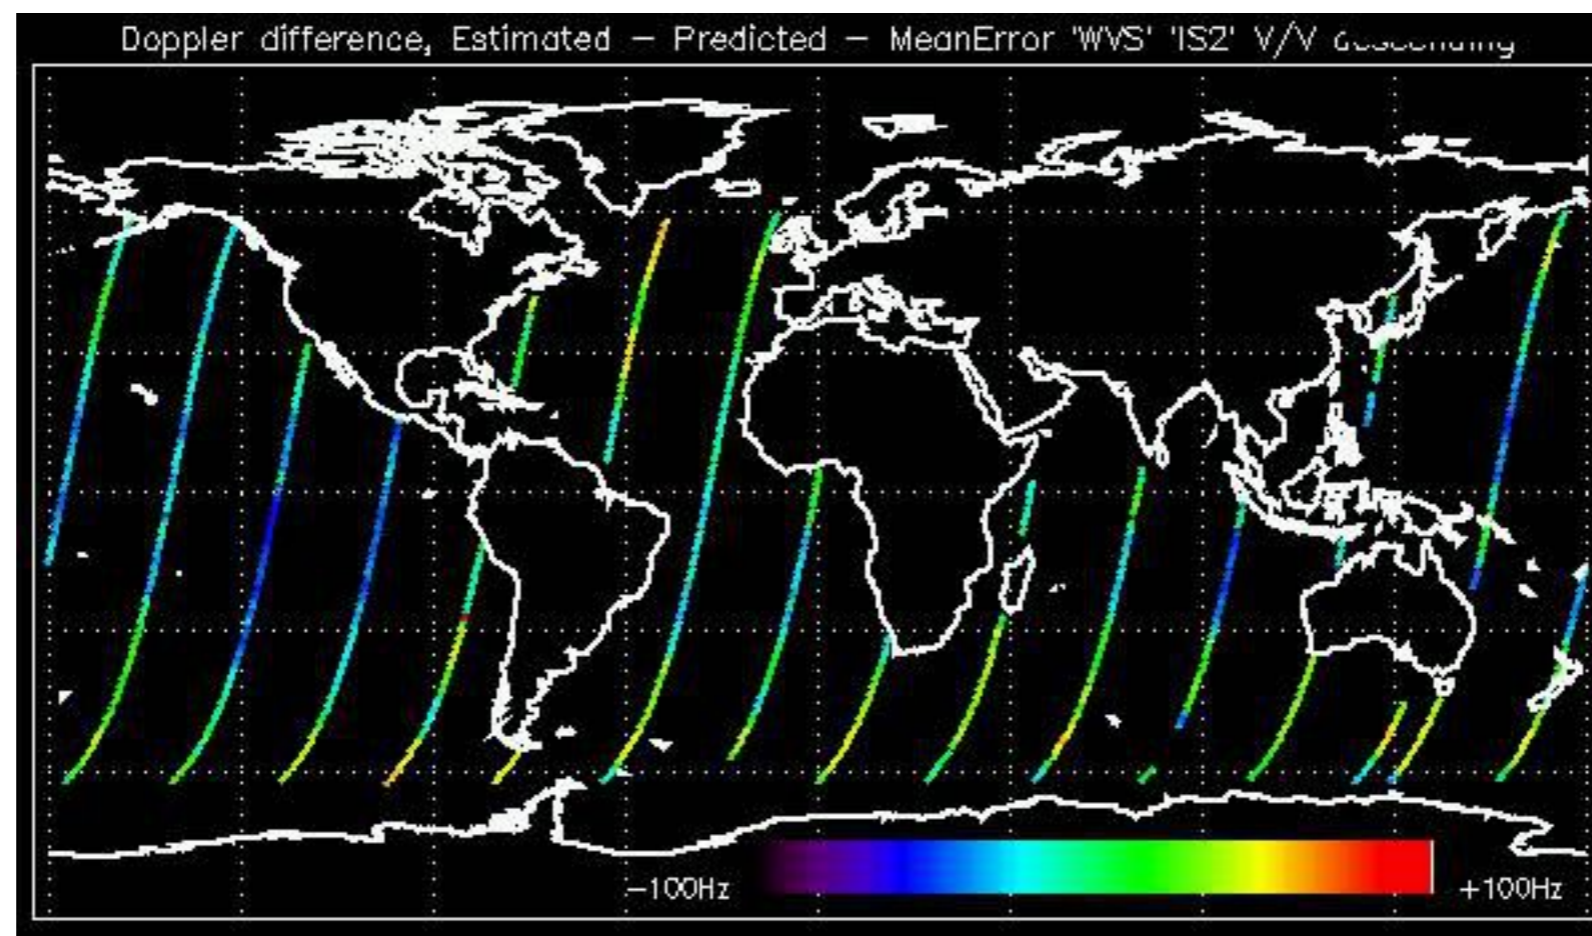 Doppler difference, Estimated – Predicted – MeanError 'WVS' 'IS2' V/V
–100Hz
+100Hz